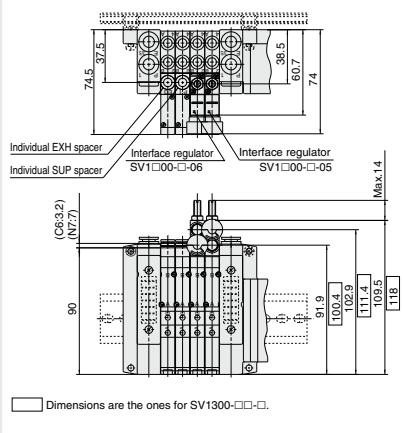 74.5
37.5
38.5
60.7
74
Individual EXH spacer
Individual SUP spacer
Interface regulator
SV1□00-□-06
Interface regulator
SV1□00-□-05
Max.14
(C6:3.2)
(N7:7)
90
91.9
100.4
102.9
111.4
109.5
118
Dimensions are the ones for SV1300-□□-□.